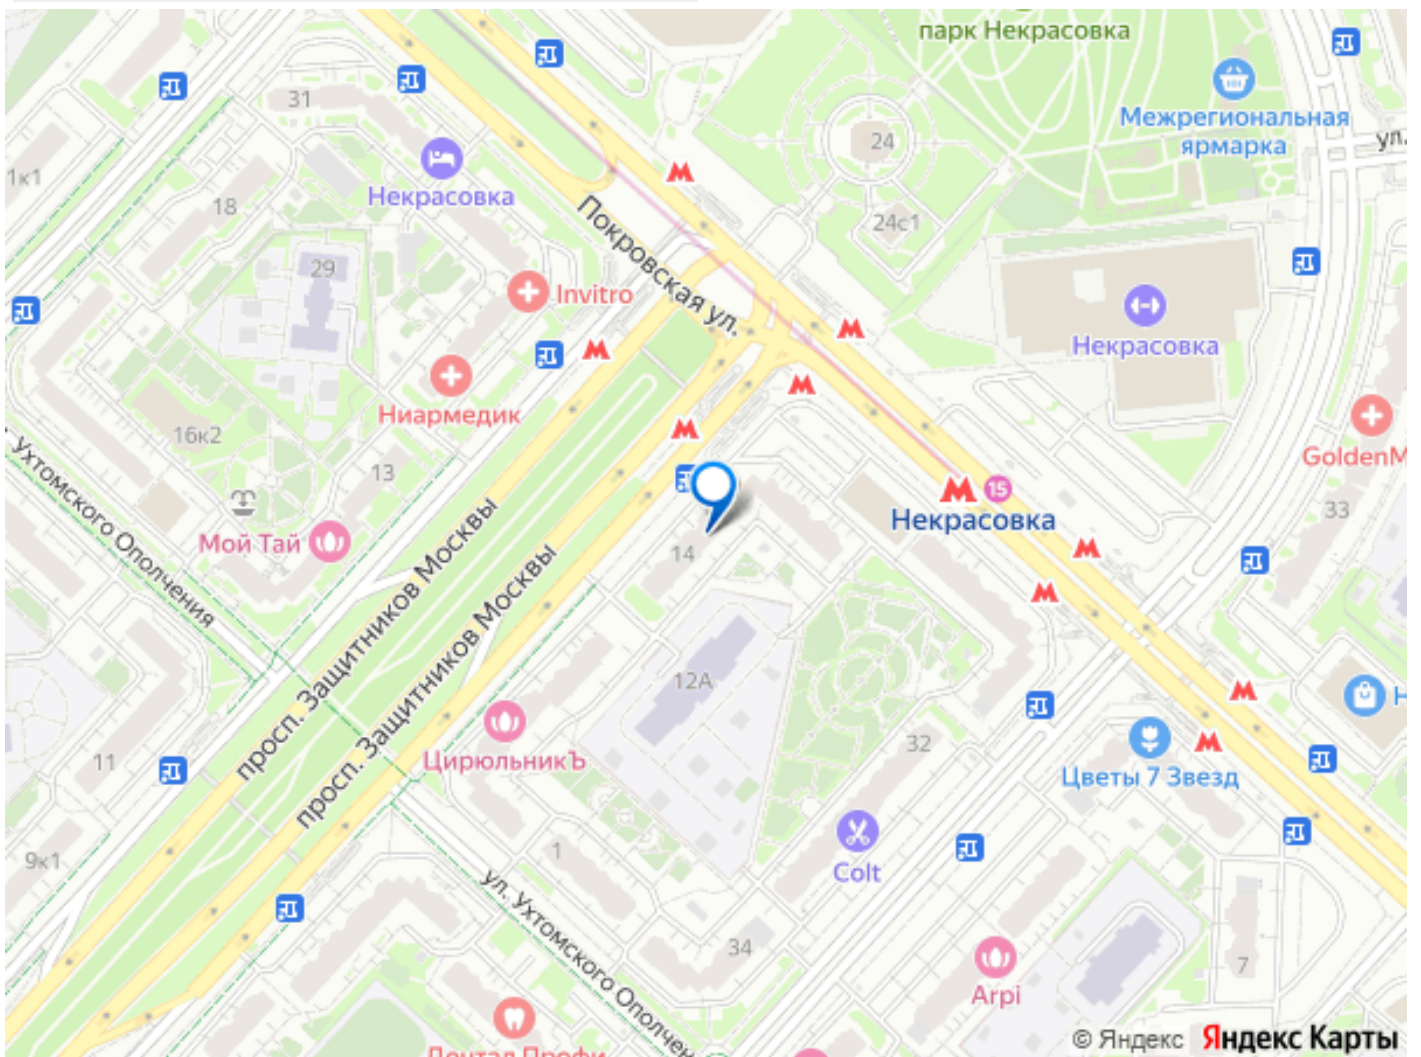 парк Некрасовка
31
24
Межрегиональная
ярмарка
ул.
1к1
Некрасовка
18
24с1
Покровская ул.
29
Invitro
Некрасовка
Ниармедик
16к2
13
GoldenM
Ухтомского Ополчения
15
Некрасовка
33
Мой Тай
14
просп. Защитников Москвы
просп. Защитников Москвы
12А
ЦирюльникЪ
32
Н
Цветы 7 Звезд
11
9к1
1
Colt
ул. Ухтомского Ополчен
34
7
Arpi
Дентал Профи
© Яндекс Яндекс Карты